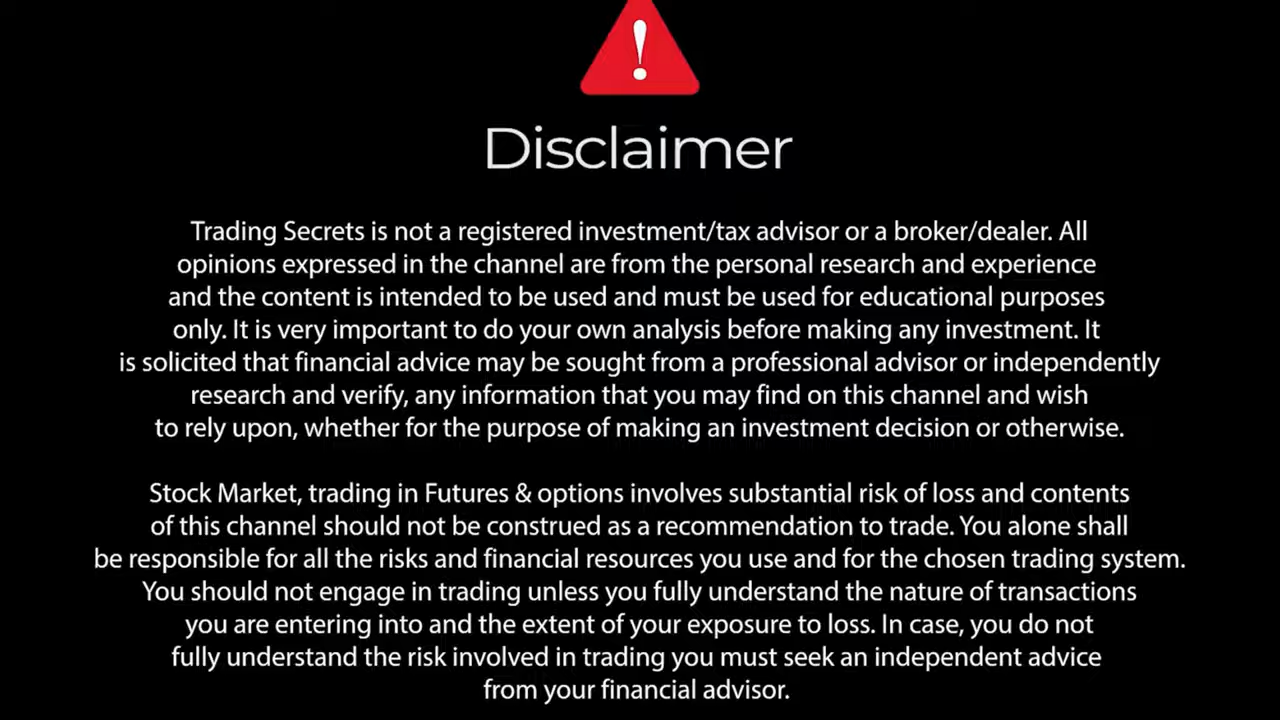 !
Disclaimer
Trading Secrets is not a registered investment/tax advisor or a broker/dealer. All
opinions expressed in the channel are from the personal research and experience
and the content is intended to be used and must be used for educational purposes
only. It is very important to do your own analysis before making any investment. It
is solicited that financial advice may be sought from a professional advisor or independently
research and verify, any information that you may find on this channel and wish
to rely upon, whether for the purpose of making an investment decision or otherwise.
Stock Market, trading in Futures & options involves substantial risk of loss and contents
of this channel should not be construed as a recommendation to trade. You alone shall
be responsible for all the risks and financial resources you use and for the chosen trading system.
You should not engage in trading unless you fully understand the nature of transactions
you are entering into and the extent of your exposure to loss. In case, you do not
fully understand the risk involved in trading you must seek an independent advice
from your financial advisor.